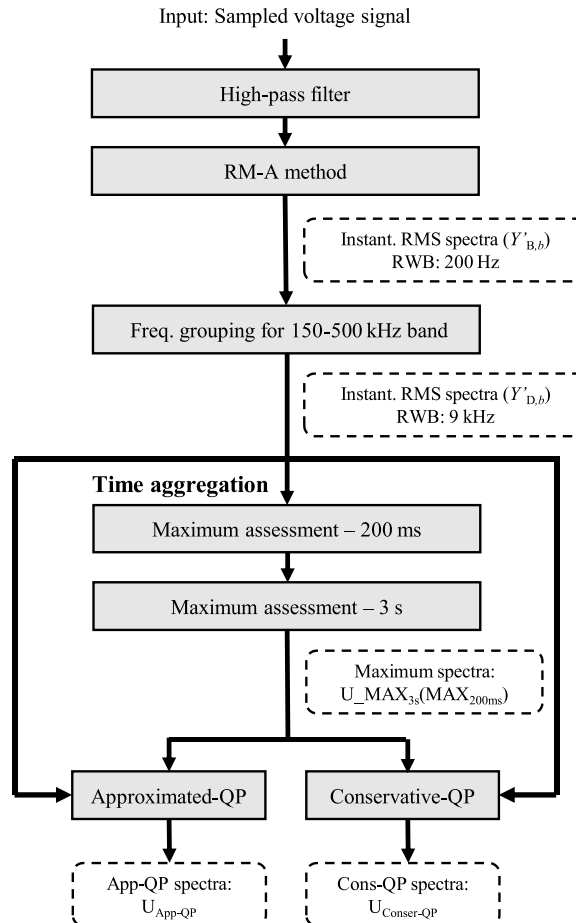 Input: Sampled voltage signal
High-pass filter
RM-A method
Instant. RMS spectra (Y'B,b)
RWB: 200 Hz
Freq. grouping for 150-500 kHz band
Instant. RMS spectra (Y'D,b)
RWB: 9 kHz
Time aggregation
Maximum assessment – 200 ms
Maximum assessment – 3 s
Maximum spectra:
U_MAX3s(MAX200ms)
Approximated-QP
Conservative-QP
App-QP spectra:
UApp-QP
Cons-QP spectra:
UConser-QP